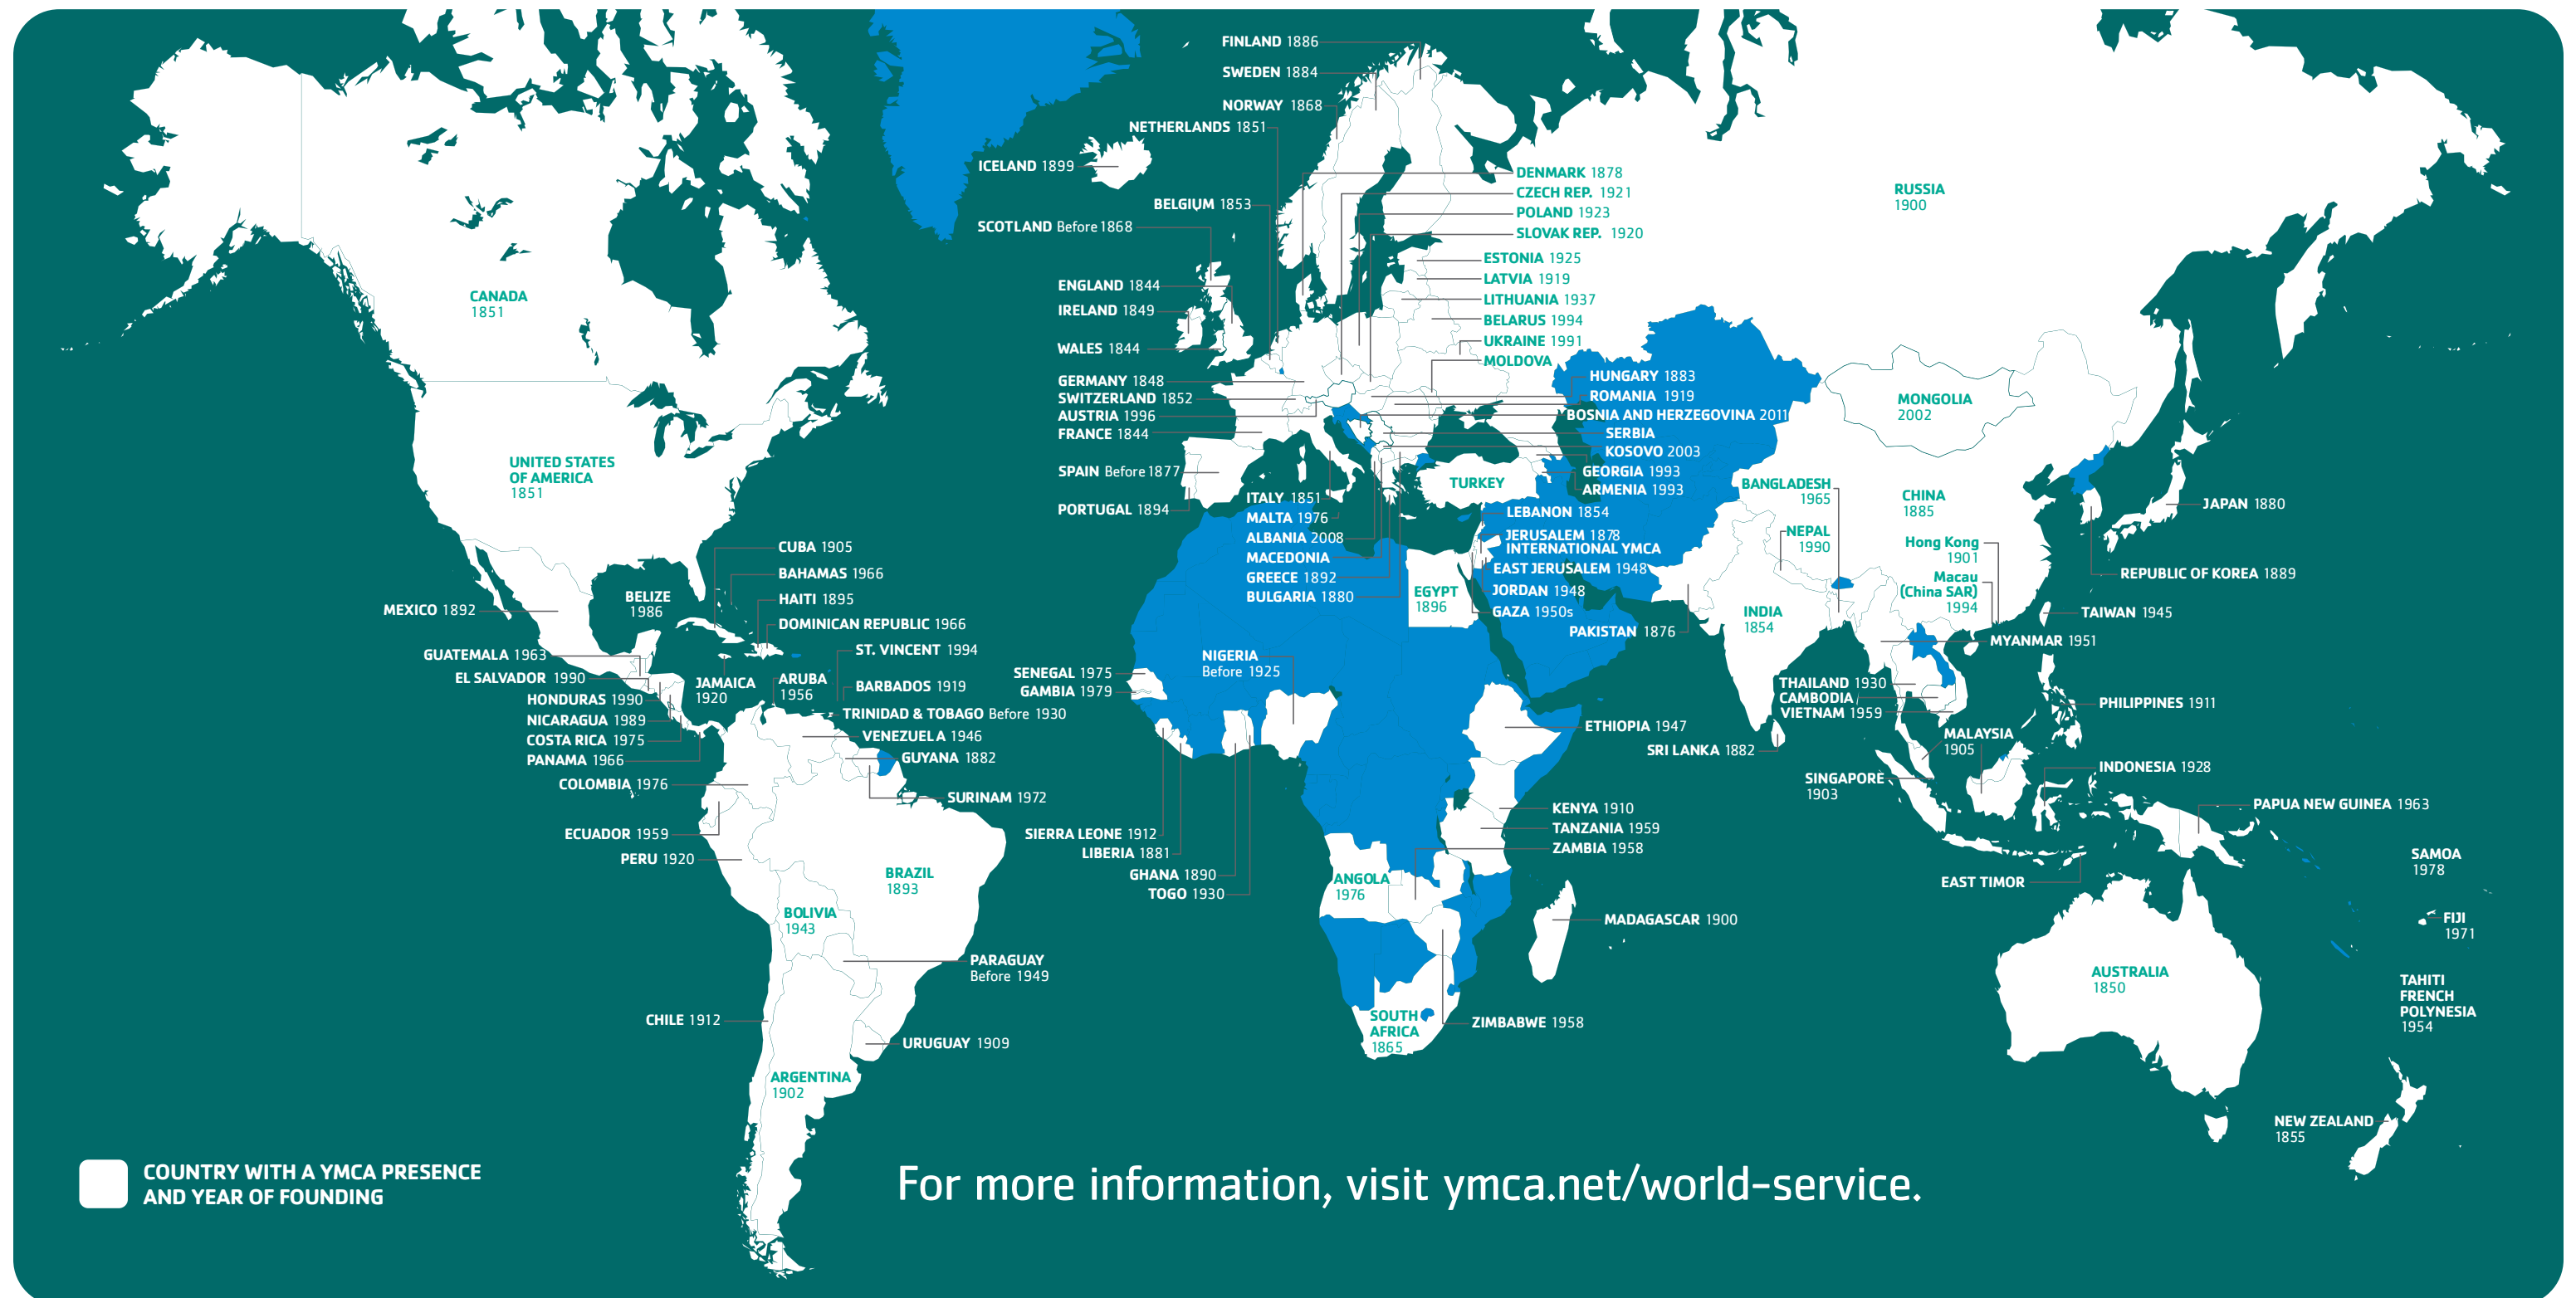 FINLAND 1886
SWEDEN 1884
NORWAY 1868
NETHERLANDS 1851
ICELAND 1899
BELGIUM 1853
SCOTLAND Before 1868
ENGLAND 1844
IRELAND 1849
WALES 1844
GERMANY 1848
SWITZERLAND 1852
AUSTRIA 1996
FRANCE 1844
SPAIN Before 1877
PORTUGAL 1894
ITALY 1851
MALTA 1976
ALBANIA 2008
MACEDONIA
GREECE 1892
BULGARIA 1880
DENMARK 1878
CZECH REP. 1921
POLAND 1923
SLOVAK REP. 1920
ESTONIA 1925
LATVIA 1919
LITHUANIA 1937
BELARUS 1994
UKRAINE 1991
MOLDOVA
HUNGARY 1883
ROMANIA 1919
BOSNIA AND HERZEGOVINA 2011
SERBIA
KOSOVO 2003
GEORGIA 1993
ARMENIA 1993
TURKEY
LEBANON 1854
JERUSALEM 1878
INTERNATIONAL YMCA
EAST JERUSALEM 1948
JORDAN 1948
GAZA 1950s
EGYPT
1896
RUSSIA
1900
MONGOLIA
2002
CHINA
1885
BANGLADESH
1965
NEPAL
1990
Hong Kong
1901
Macau
(China SAR)
1994
INDIA
1854
PAKISTAN 1876
JAPAN 1880
REPUBLIC OF KOREA 1889
TAIWAN 1945
MYANMAR 1951
THAILAND 1930
CAMBODIA
VIETNAM 1959
PHILIPPINES 1911
MALAYSIA
1905
SRI LANKA 1882
SINGAPORE
1903
INDONESIA 1928
PAPUA NEW GUINEA 1963
EAST TIMOR
SAMOA
1978
FIJI
1971
AUSTRALIA
1850
TAHITI
FRENCH
POLYNESIA
1954
NEW ZEALAND
1855
CANADA
1851
UNITED STATES
OF AMERICA
1851
CUBA 1905
BAHAMAS 1966
HAITI 1895
DOMINICAN REPUBLIC 1966
ST. VINCENT 1994
BARBADOS 1919
TRINIDAD & TOBAGO Before 1930
VENEZUELA 1946
GUYANA 1882
SURINAM 1972
BELIZE
1986
MEXICO 1892
GUATEMALA 1963
EL SALVADOR 1990
HONDURAS 1990
NICARAGUA 1989
COSTA RICA 1975
PANAMA 1966
COLOMBIA 1976
ECUADOR 1959
PERU 1920
JAMAICA
1920
ARUBA
1956
BRAZIL
1893
BOLIVIA
1943
PARAGUAY
Before 1949
CHILE 1912
URUGUAY 1909
ARGENTINA
1902
SENEGAL 1975
GAMBIA 1979
NIGERIA
Before 1925
SIERRA LEONE 1912
LIBERIA 1881
GHANA 1890
TOGO 1930
ETHIOPIA 1947
KENYA 1910
TANZANIA 1959
ZAMBIA 1958
ANGOLA
1976
MADAGASCAR 1900
ZIMBABWE 1958
SOUTH
AFRICA
1865
COUNTRY WITH A YMCA PRESENCE
AND YEAR OF FOUNDING
For more information, visit ymca.net/world-service.